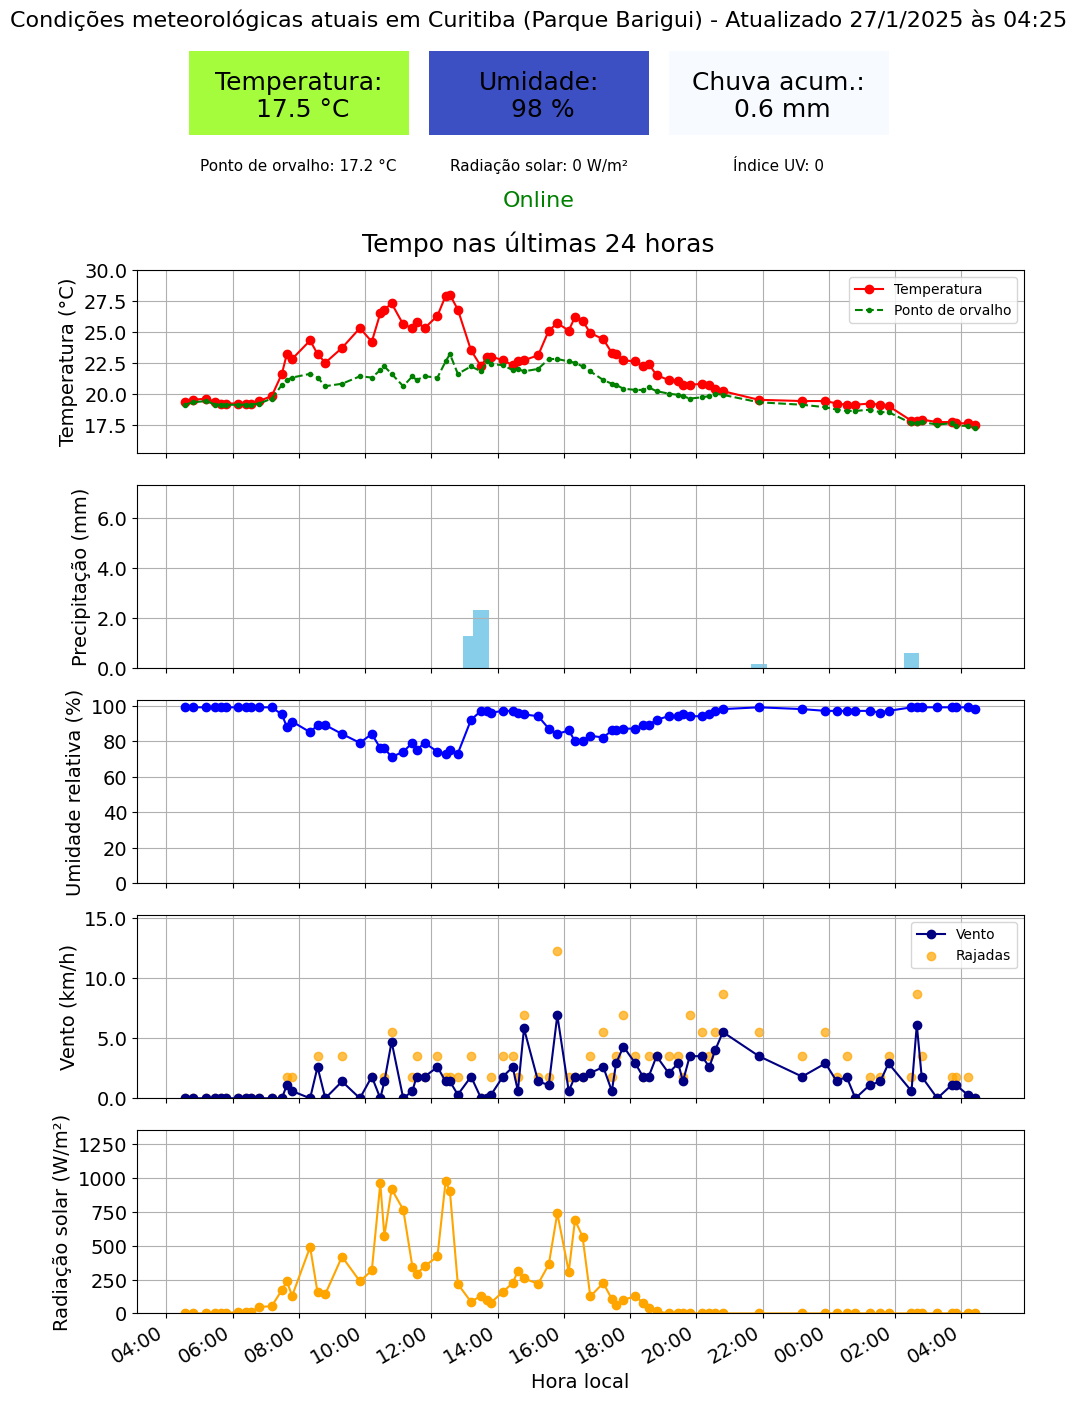 Condições meteorológicas atuais em Curitiba (Parque Barigui) - Atualizado 27/1/2025 às 04:25
Temperatura:
17.5 °C
Umidade:
98 %
Chuva acum.:
0.6 mm
Ponto de orvalho: 17.2 °C
Radiação solar: 0 W/m²
Índice UV: 0
Online
Tempo nas últimas 24 horas
Temperatura (°C)
30.0
27.5
25.0
22.5
20.0
17.5
Temperatura
Ponto de orvalho
Precipitação (mm)
6.0
4.0
2.0
0.0
Umidade relativa (%)
100
80
60
40
20
0
Vento (km/h)
15.0
10.0
5.0
0.0
Vento
Rajadas
Radiação solar (W/m²)
1250
1000
750
500
250
0
04:00 06:00 08:00 10:00 12:00 14:00 16:00 18:00 20:00 22:00 00:00 02:00 04:00
Hora local